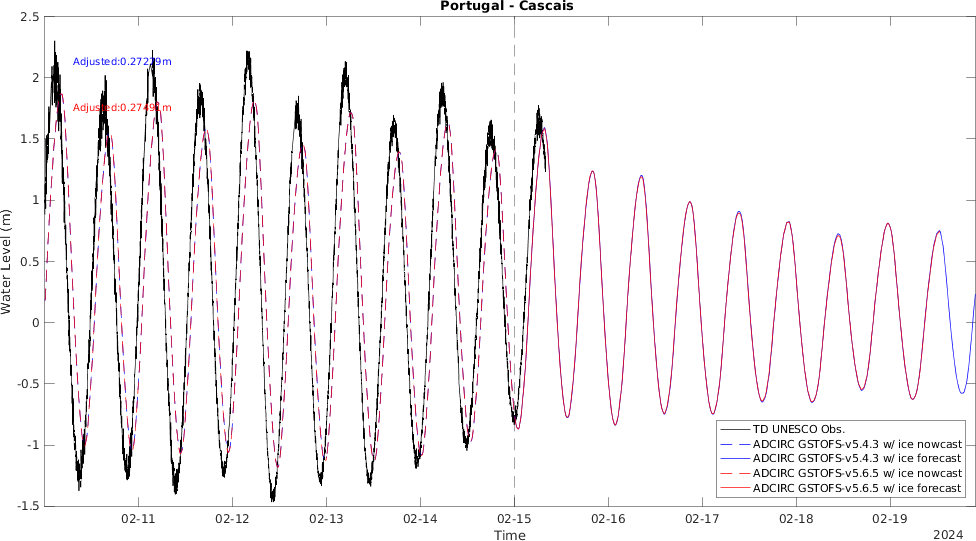 Portugal - Cascais
2.5
2
1.5
1
0.5
0
-0.5
-1
-1.5
Water Level (m)
Adjusted:0.27229m
02-11
02-12
02-13
02-14
02-15
02-16
02-17
02-18
02-19
Time
2024
TD UNESCO Obs.
ADCIRC GSTOFS-v5.4.3 w/ ice nowcast
ADCIRC GSTOFS-v5.4.3 w/ ice forecast
ADCIRC GSTOFS-v5.6.5 w/ ice nowcast
ADCIRC GSTOFS-v5.6.5 w/ ice forecast